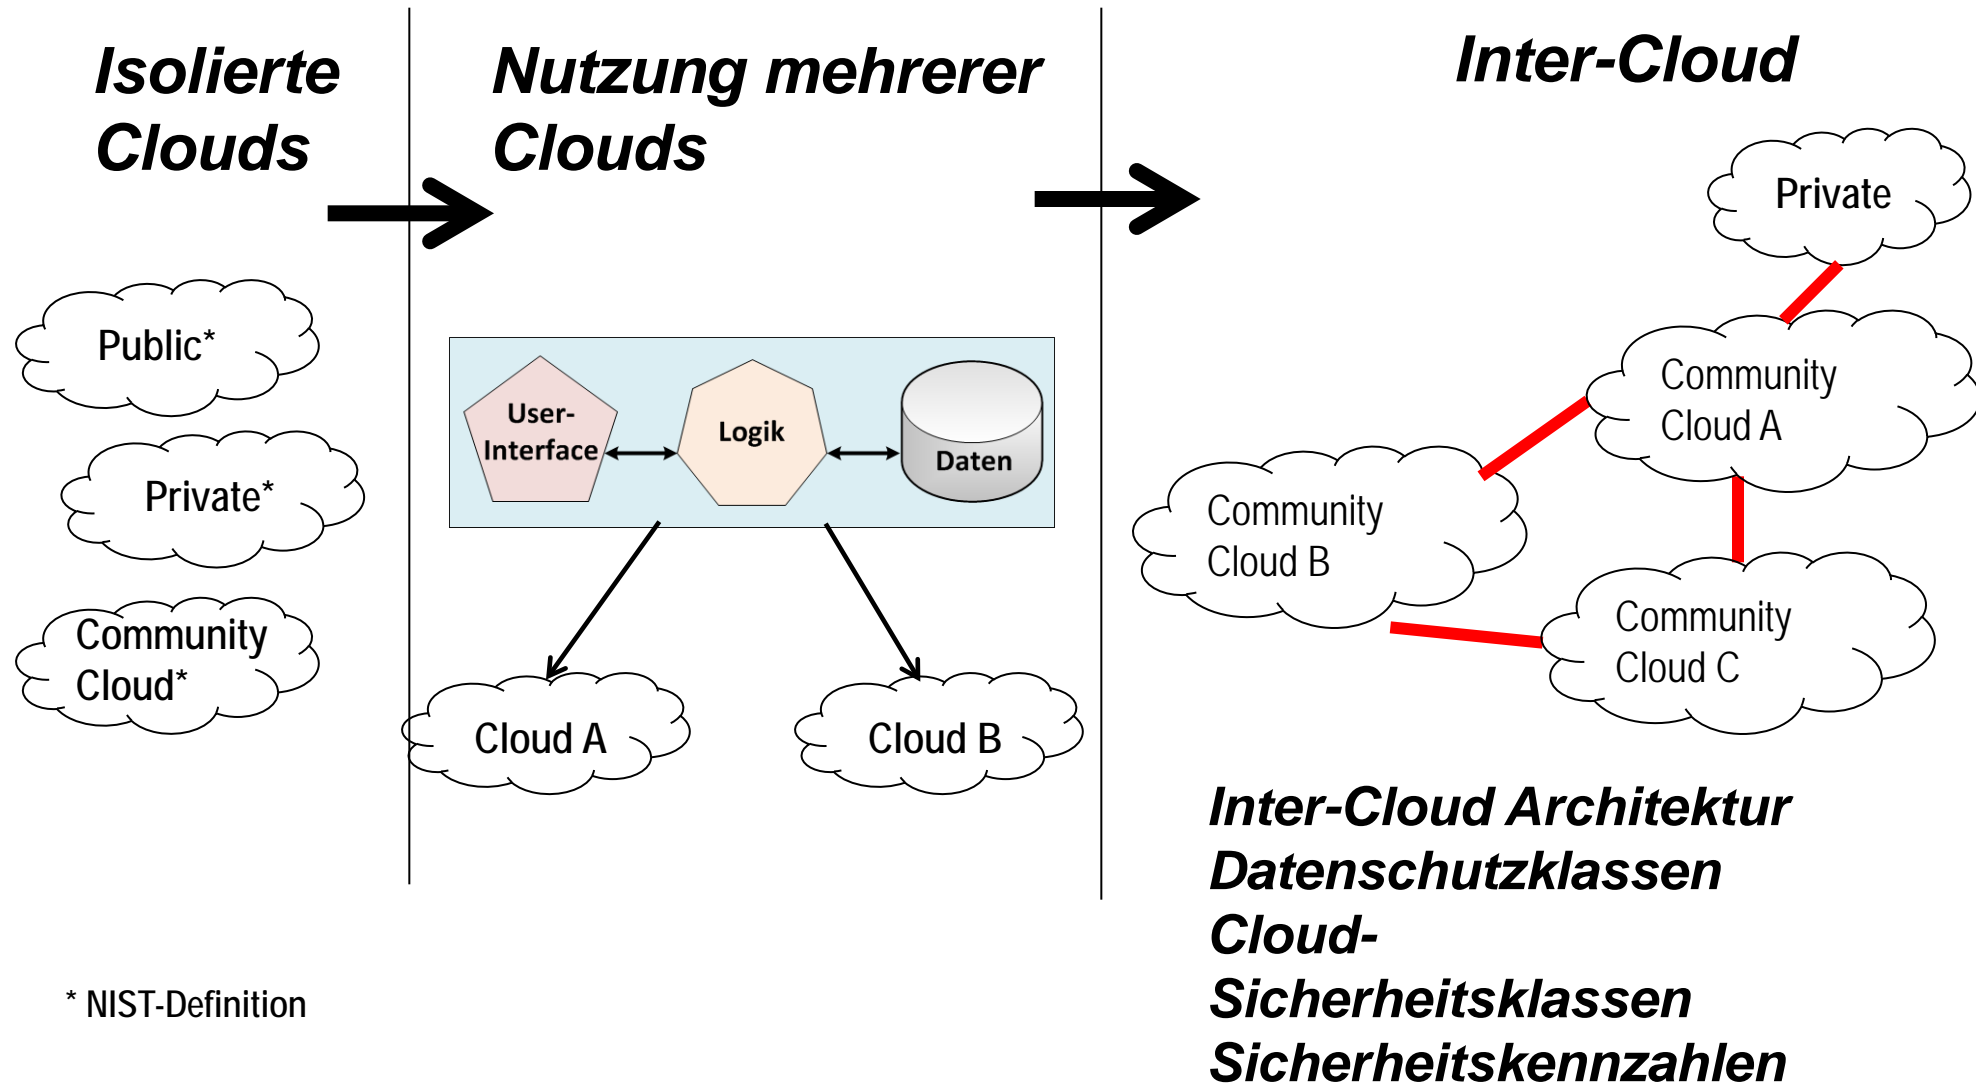 Isolierte
Clouds
Public*
Private*
Community
Cloud*
* NIST-Definition
Nutzung mehrerer
Clouds
User-
Interface
Logik
Daten
Cloud A
Cloud B
Inter-Cloud
Private
Community
Cloud A
Community
Cloud B
Community
Cloud C
Inter-Cloud Architektur
Datenschutzklassen
Cloud-
Sicherheitsklassen
Sicherheitskennzahlen